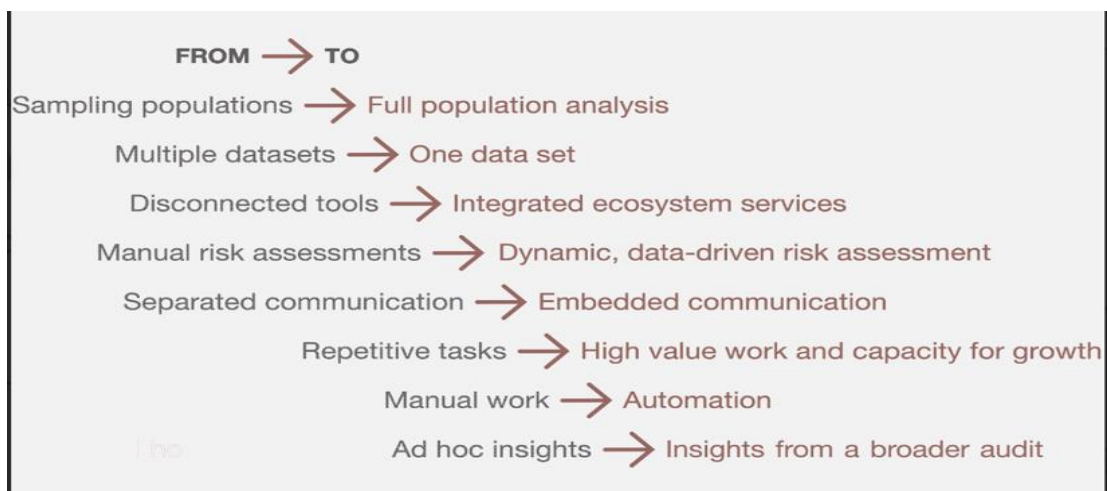 FROM → TO
Sampling populations → Full population analysis
Multiple datasets → One data set
Disconnected tools → Integrated ecosystem services
Manual risk assessments → Dynamic, data-driven risk assessment
Separated communication → Embedded communication
Repetitive tasks → High value work and capacity for growth
Manual work → Automation
Ad hoc insights → Insights from a broader audit